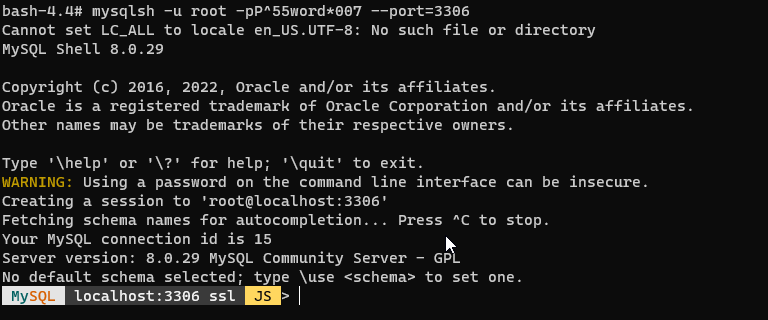 bash-4.4# mysqlsh -u root -pP^55word*007 --port=3306
Cannot set LC_ALL to locale en_US.UTF-8: No such file or directory
MySQL Shell 8.0.29
Copyright (c) 2016, 2022, Oracle and/or its affiliates.
Oracle is a registered trademark of Oracle Corporation and/or its affiliates.
Other names may be trademarks of their respective owners.
Type '\help' or '\?' for help; '\quit' to exit.
WARNING: Using a password on the command line interface can be insecure.
Creating a session to 'root@localhost:3306'
Fetching schema names for autocompletion... Press ^C to stop.
Your MySQL connection id is 15
Server version: 8.0.29 MySQL Community Server - GPL
No default schema selected; type \use <schema> to set one.
MySQL localhost:3306 ssl JS >